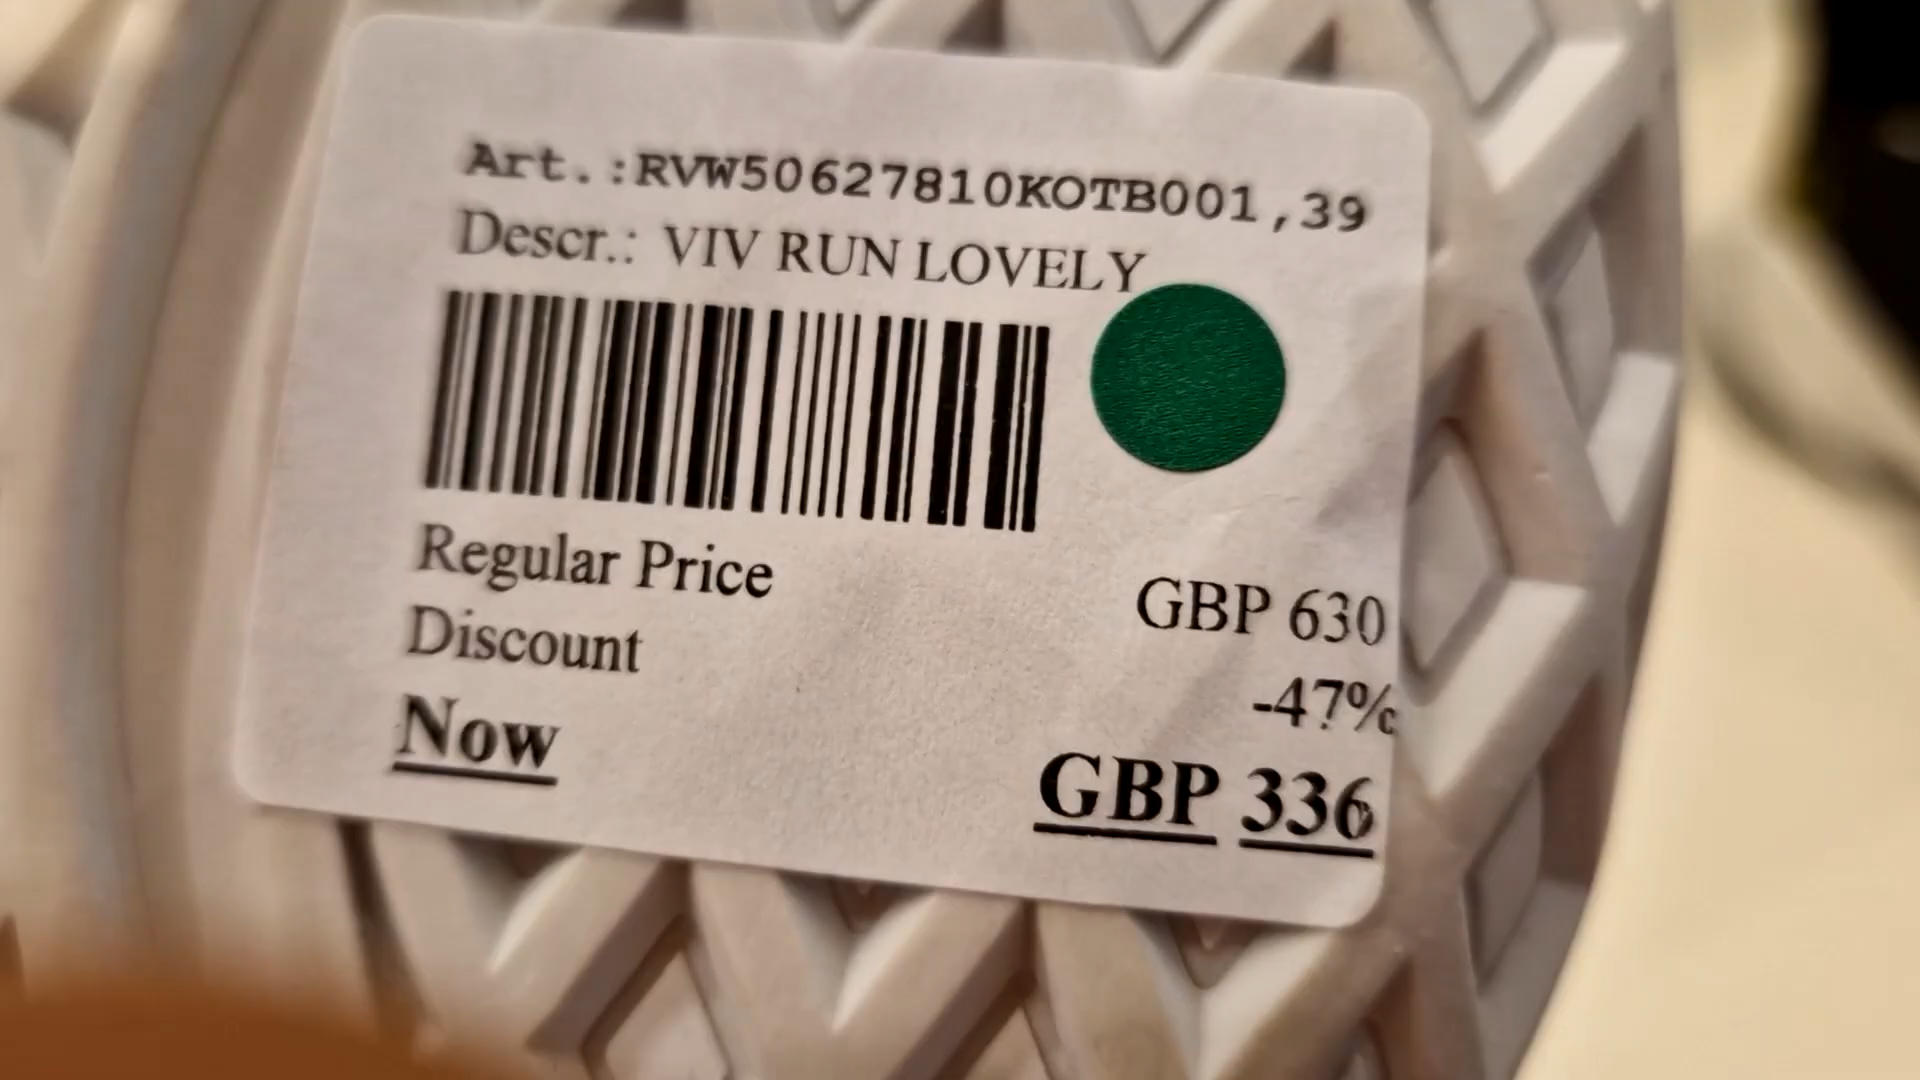 Art.:RVW50627810KOTB001,39
Descr.: VIV RUN LOVELY
Regular Price GBP 630
Discount -47%
Now GBP 336